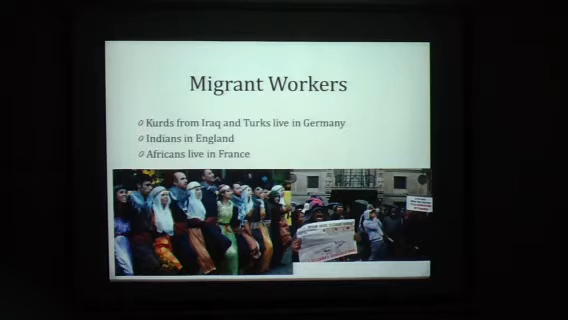 Migrant Workers
Kurds from Iraq and Turks live in Germany
Indians in England
Africans live in France